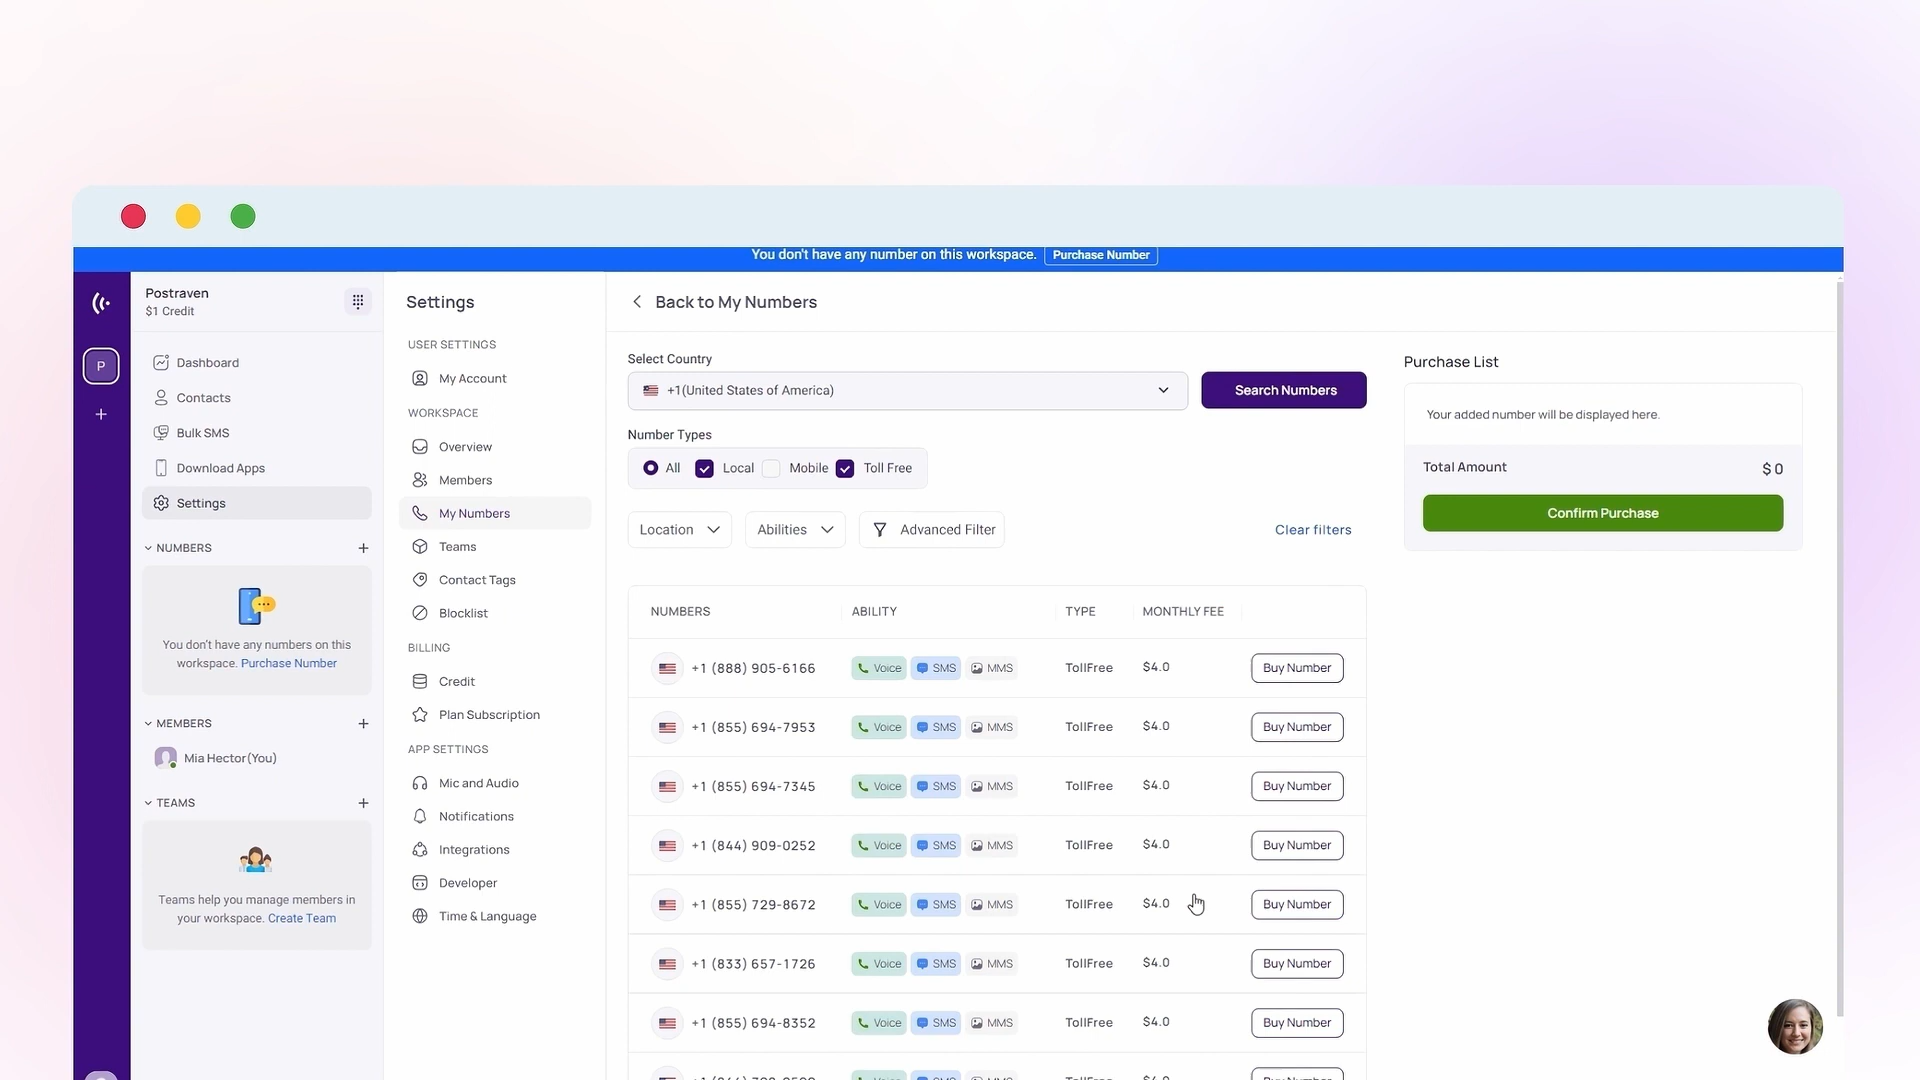 You don't have any number on this workspace. Purchase Number
Postraven
$1 Credit
P
Dashboard
Contacts
Bulk SMS
Download Apps
Settings
NUMBERS
You don't have any numbers on this
workspace. Purchase Number
MEMBERS
Mia Hector(You)
TEAMS
Teams help you manage members in
your workspace. Create Team
Settings
USER SETTINGS
My Account
WORKSPACE
Overview
Members
My Numbers
Teams
Contact Tags
Blocklist
BILLING
Credit
Plan Subscription
APP SETTINGS
Mic and Audio
Notifications
Integrations
Developer
Time & Language
Back to My Numbers
Select Country
+1(United States of America)
Search Numbers
Number Types
All Local Mobile Toll Free
Location Abilities Advanced Filter Clear filters
NUMBERS ABILITY TYPE MONTHLY FEE
+1 (888) 905-6166 Voice SMS MMS TollFree $4.0 Buy Number
+1 (855) 694-7953 Voice SMS MMS TollFree $4.0 Buy Number
+1 (855) 694-7345 Voice SMS MMS TollFree $4.0 Buy Number
+1 (844) 909-0252 Voice SMS MMS TollFree $4.0 Buy Number
+1 (855) 729-8672 Voice SMS MMS TollFree $4.0 Buy Number
+1 (833) 657-1726 Voice SMS MMS TollFree $4.0 Buy Number
+1 (855) 694-8352 Voice SMS MMS TollFree $4.0 Buy Number
Purchase List
Your added number will be displayed here.
Total Amount $ 0
Confirm Purchase